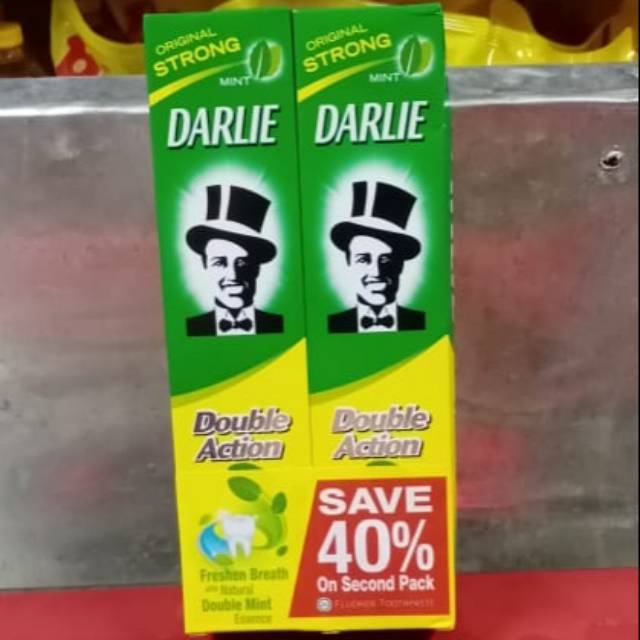 ORIGINAL
STRONG
MINT
DARLIE
Double
Action
ORIGINAL
STRONG
MINT
DARLIE
Double
Action
Freshen Breath
with Natural
Double Mint
Essence
SAVE
40%
On Second Pack
FLUORIDE TOOTHPASTE